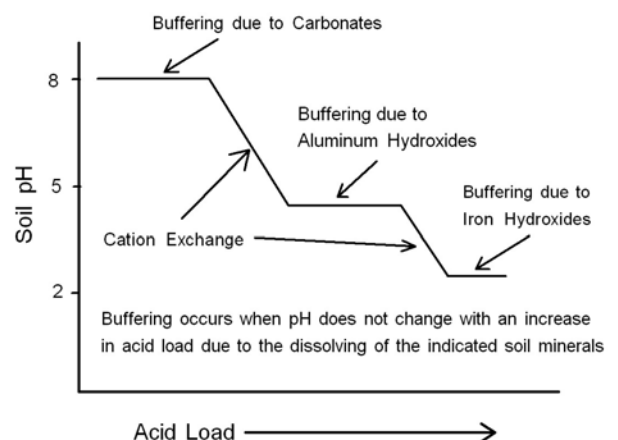 Buffering due to Carbonates
8
Buffering due to
Aluminum Hydroxides
5
Buffering due to
Iron Hydroxides
Soil pH
Cation Exchange
2
Buffering occurs when pH does not change with an increase
in acid load due to the dissolving of the indicated soil minerals
Acid Load